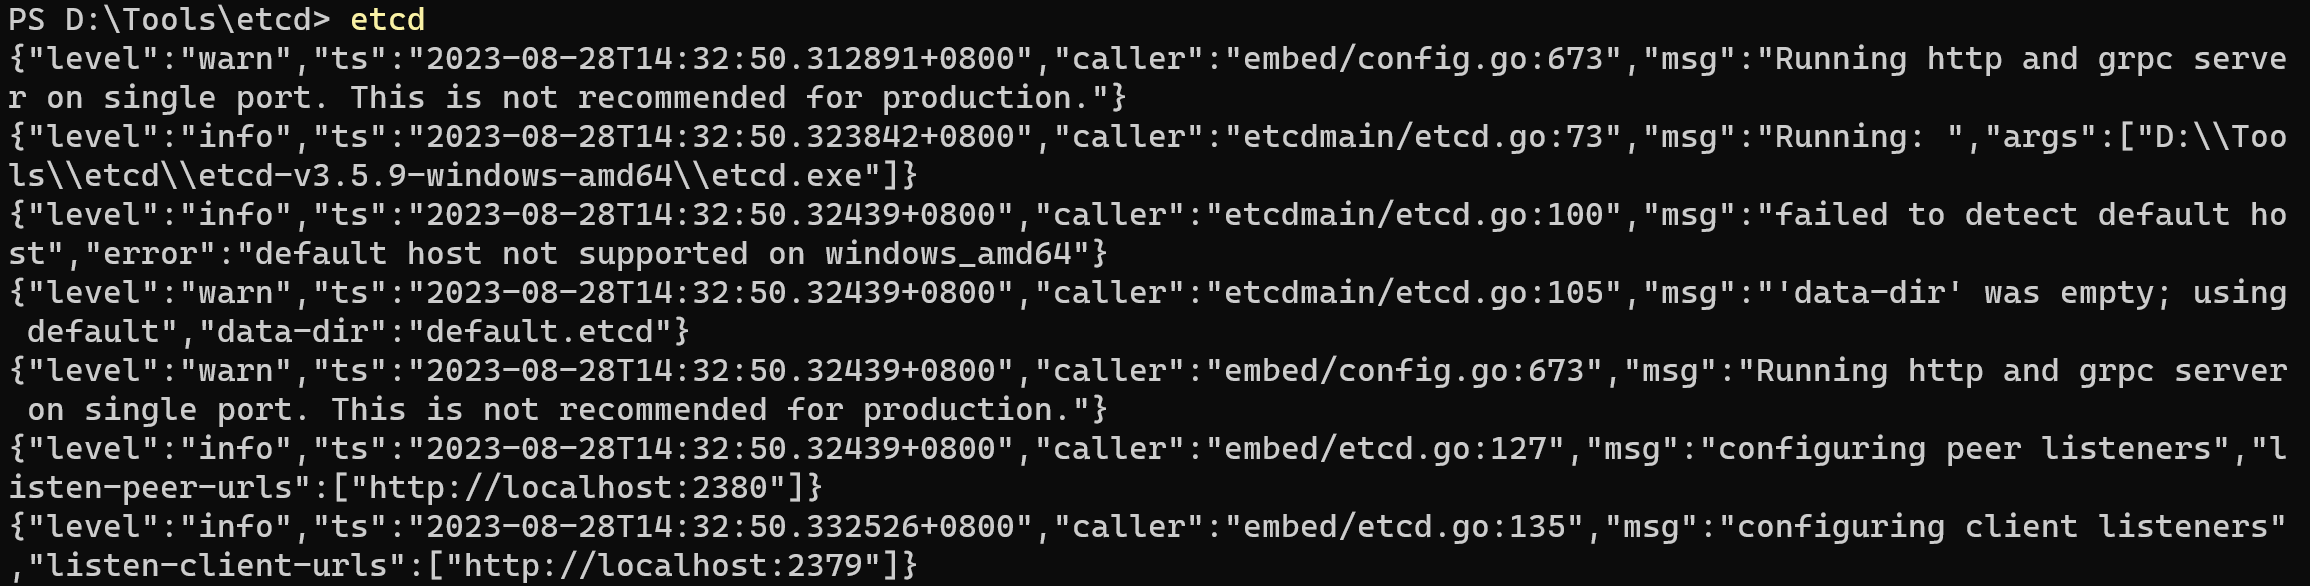 PS D:\Tools\etcd> etcd
{"level":"warn","ts":"2023-08-28T14:32:50.312891+0800","caller":"embed/config.go:673","msg":"Running http and grpc serve
r on single port. This is not recommended for production."}
{"level":"info","ts":"2023-08-28T14:32:50.323842+0800","caller":"etcdmain/etcd.go:73","msg":"Running: ","args":["D:\\Too
ls\\etcd\\etcd-v3.5.9-windows-amd64\\etcd.exe"]}
{"level":"info","ts":"2023-08-28T14:32:50.32439+0800","caller":"etcdmain/etcd.go:100","msg":"failed to detect default ho
st","error":"default host not supported on windows_amd64"}
{"level":"warn","ts":"2023-08-28T14:32:50.32439+0800","caller":"etcdmain/etcd.go:105","msg":"'data-dir' was empty; using
 default","data-dir":"default.etcd"}
{"level":"warn","ts":"2023-08-28T14:32:50.32439+0800","caller":"embed/config.go:673","msg":"Running http and grpc server
 on single port. This is not recommended for production."}
{"level":"info","ts":"2023-08-28T14:32:50.32439+0800","caller":"embed/etcd.go:127","msg":"configuring peer listeners","l
isten-peer-urls":["http://localhost:2380"]}
{"level":"info","ts":"2023-08-28T14:32:50.332526+0800","caller":"embed/etcd.go:135","msg":"configuring client listeners"
,"listen-client-urls":["http://localhost:2379"]}